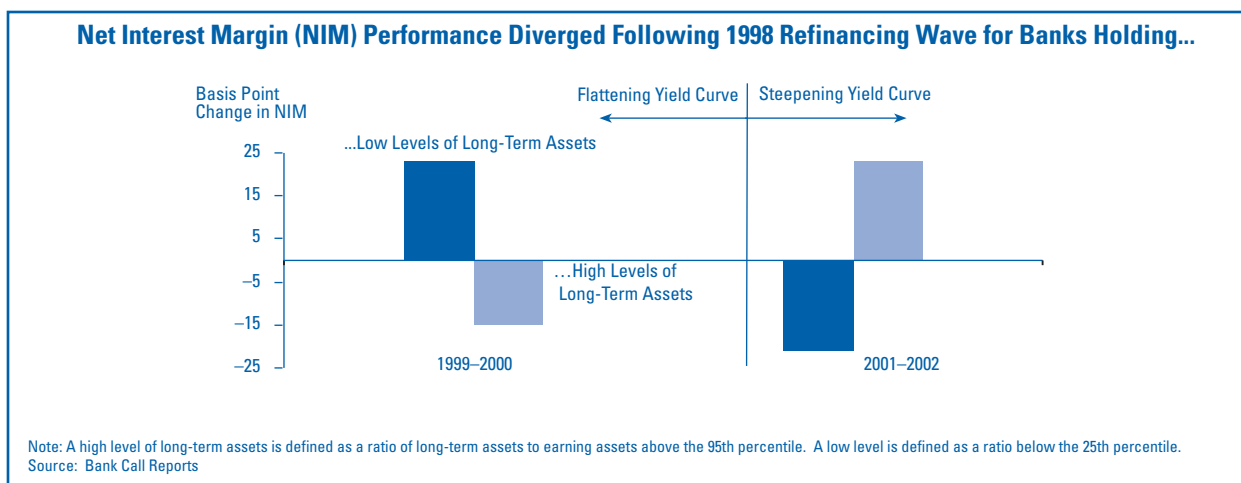 Net Interest Margin (NIM) Performance Diverged Following 1998 Refinancing Wave for Banks Holding...
Basis Point
Change in NIM
Flattening Yield Curve
Steepening Yield Curve
...Low Levels of Long-Term Assets
25
15
5
–5
–15
–25
…High Levels of
Long-Term Assets
1999–2000
2001–2002
Note: A high level of long-term assets is defined as a ratio of long-term assets to earning assets above the 95th percentile.  A low level is defined as a ratio below the 25th percentile.
Source:  Bank Call Reports